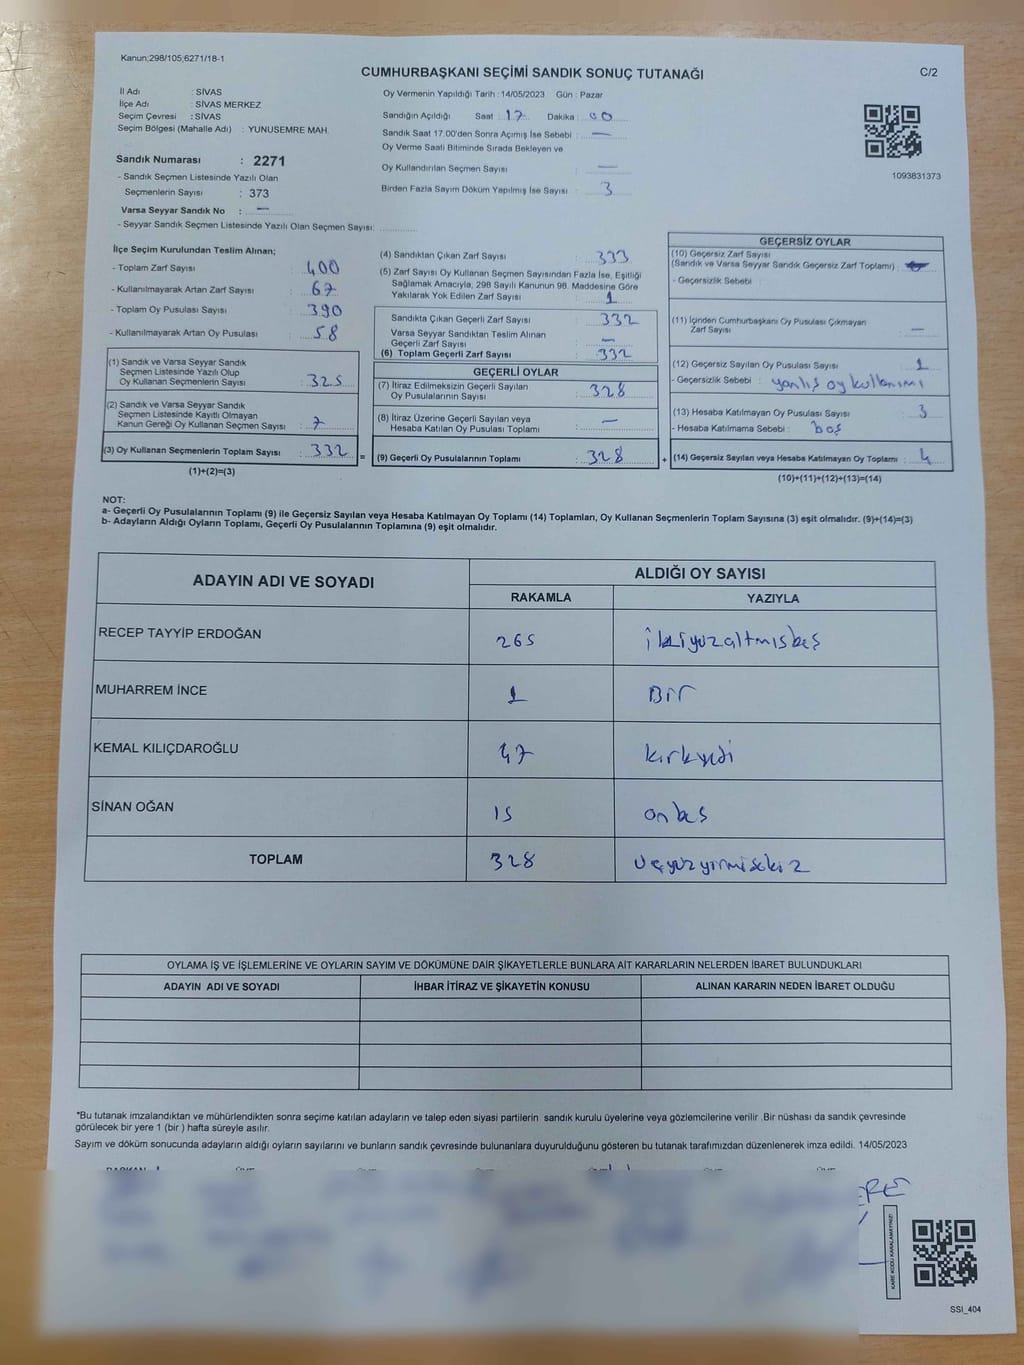 Kanun;298/105;6271/18-1
CUMHURBAŞKANI SEÇİMİ SANDIK SONUÇ TUTANAĞI
C/2
İl Adı : SİVAS
İlçe Adı : SİVAS MERKEZ
Seçim Çevresi : SİVAS
Seçim Bölgesi (Mahalle Adı) : YUNUSEMRE MAH.
Sandık Numarası : 2271
- Sandık Seçmen Listesinde Yazılı Olan
Seçmenlerin Sayısı : 373
Varsa Seyyar Sandık No : —
- Seyyar Sandık Seçmen Listesinde Yazılı Olan Seçmen Sayısı:
Oy Vermenin Yapıldığı Tarih : 14/05/2023 Gün : Pazar
Sandığın Açıldığı Saat : 17 Dakika : 00
Sandık Saat 17.00'den Sonra Açımış İse Sebebi : —
Oy Verme Saati Bitiminde Sırada Bekleyen ve
Oy Kullandırılan Seçmen Sayısı : —
Birden Fazla Sayım Döküm Yapılmış İse Sayısı : 3
1093831373
İlçe Seçim Kurulundan Teslim Alınan;
- Toplam Zarf Sayısı : 400
- Kullanılmayarak Artan Zarf Sayısı : 67
- Toplam Oy Pusulası Sayısı : 390
- Kullanılmayarak Artan Oy Pusulası : 58
(1) Sandık ve Varsa Seyyar Sandık
Seçmen Listesinde Yazılı Olup
Oy Kullanan Seçmenlerin Sayısı : 325
(2) Sandık ve Varsa Seyyar Sandık
Seçmen Listesinde Kayıtlı Olmayan
Kanun Gereği Oy Kullanan Seçmen Sayısı : 7
(3) Oy Kullanan Seçmenlerin Toplam Sayısı : 332 =
(1)+(2)=(3)
(4) Sandıktan Çıkan Zarf Sayısı : 333
(5) Zarf Sayısı Oy Kullanan Seçmen Sayısından Fazla İse, Eşitliği
Sağlamak Amacıyla, 298 Sayılı Kanunun 98. Maddesine Göre
Yakılarak Yok Edilen Zarf Sayısı : 1
Sandıkta Çıkan Geçerli Zarf Sayısı : 332
Varsa Seyyar Sandıktan Teslim Alınan
Geçerli Zarf Sayısı : —
(6) Toplam Geçerli Zarf Sayısı : 332
GEÇERLİ OYLAR
(7) İtiraz Edilmeksizin Geçerli Sayılan
Oy Pusulalarının Sayısı : 328
(8) İtiraz Üzerine Geçerli Sayılan veya
Hesaba Katılan Oy Pusulası Toplamı : —
(9) Geçerli Oy Pusulalarının Toplamı : 328 +
GEÇERSİZ OYLAR
(10) Geçersiz Zarf Sayısı
(Sandık ve Varsa Seyyar Sandık Geçersiz Zarf Toplamı) :
- Geçersizlik Sebebi :
(11) İçinden Cumhurbaşkanı Oy Pusulası Çıkmayan
Zarf Sayısı : —
(12) Geçersiz Sayılan Oy Pusulası Sayısı : 1
- Geçersizlik Sebebi : yanlış oy kullanımı
(13) Hesaba Katılmayan Oy Pusulası Sayısı : 3
- Hesaba Katılmama Sebebi : boş
(14) Geçersiz Sayılan veya Hesaba Katılmayan Oy Toplamı : 4
(10)+(11)+(12)+(13)=(14)
NOT:
a- Geçerli Oy Pusulalarının Toplamı (9) ile Geçersiz Sayılan veya Hesaba Katılmayan Oy Toplamı (14) Toplamları, Oy Kullanan Seçmenlerin Toplam Sayısına (3) eşit olmalıdır. (9)+(14)=(3)
b- Adayların Aldığı Oyların Toplamı, Geçerli Oy Pusulalarının Toplamına (9) eşit olmalıdır.
ADAYIN ADI VE SOYADI
ALDIĞI OY SAYISI
RAKAMLA YAZIYLA
RECEP TAYYİP ERDOĞAN 265 ikiyüzaltmışbeş
MUHARREM İNCE 1 Bir
KEMAL KILIÇDAROĞLU 47 kırkyedi
SİNAN OĞAN 15 onbeş
TOPLAM 328 üçyüzyirmisekiz
OYLAMA İŞ VE İŞLEMLERİNE VE OYLARIN SAYIM VE DÖKÜMÜNE DAİR ŞİKAYETLERLE BUNLARA AİT KARARLARIN NELERDEN İBARET BULUNDUKLARI
ADAYIN ADI VE SOYADI İHBAR İTİRAZ VE ŞİKAYETİN KONUSU ALINAN KARARIN NEDEN İBARET OLDUĞU
*Bu tutanak imzalandıktan ve mühürlendikten sonra seçime katılan adayların ve talep eden siyasi partilerin sandık kurulu üyelerine veya gözlemcilerine verilir .Bir nüshası da sandık çevresinde
görülecek bir yere 1 (bir ) hafta süreyle asılır.
Sayım ve döküm sonucunda adayların aldığı oyların sayılarını ve bunların sandık çevresinde bulunanlara duyurulduğunu gösteren bu tutanak tarafımızdan düzenlenerek imza edildi. 14/05/2023
KARE KODU KARALAMAYINIZ!
SSI_404